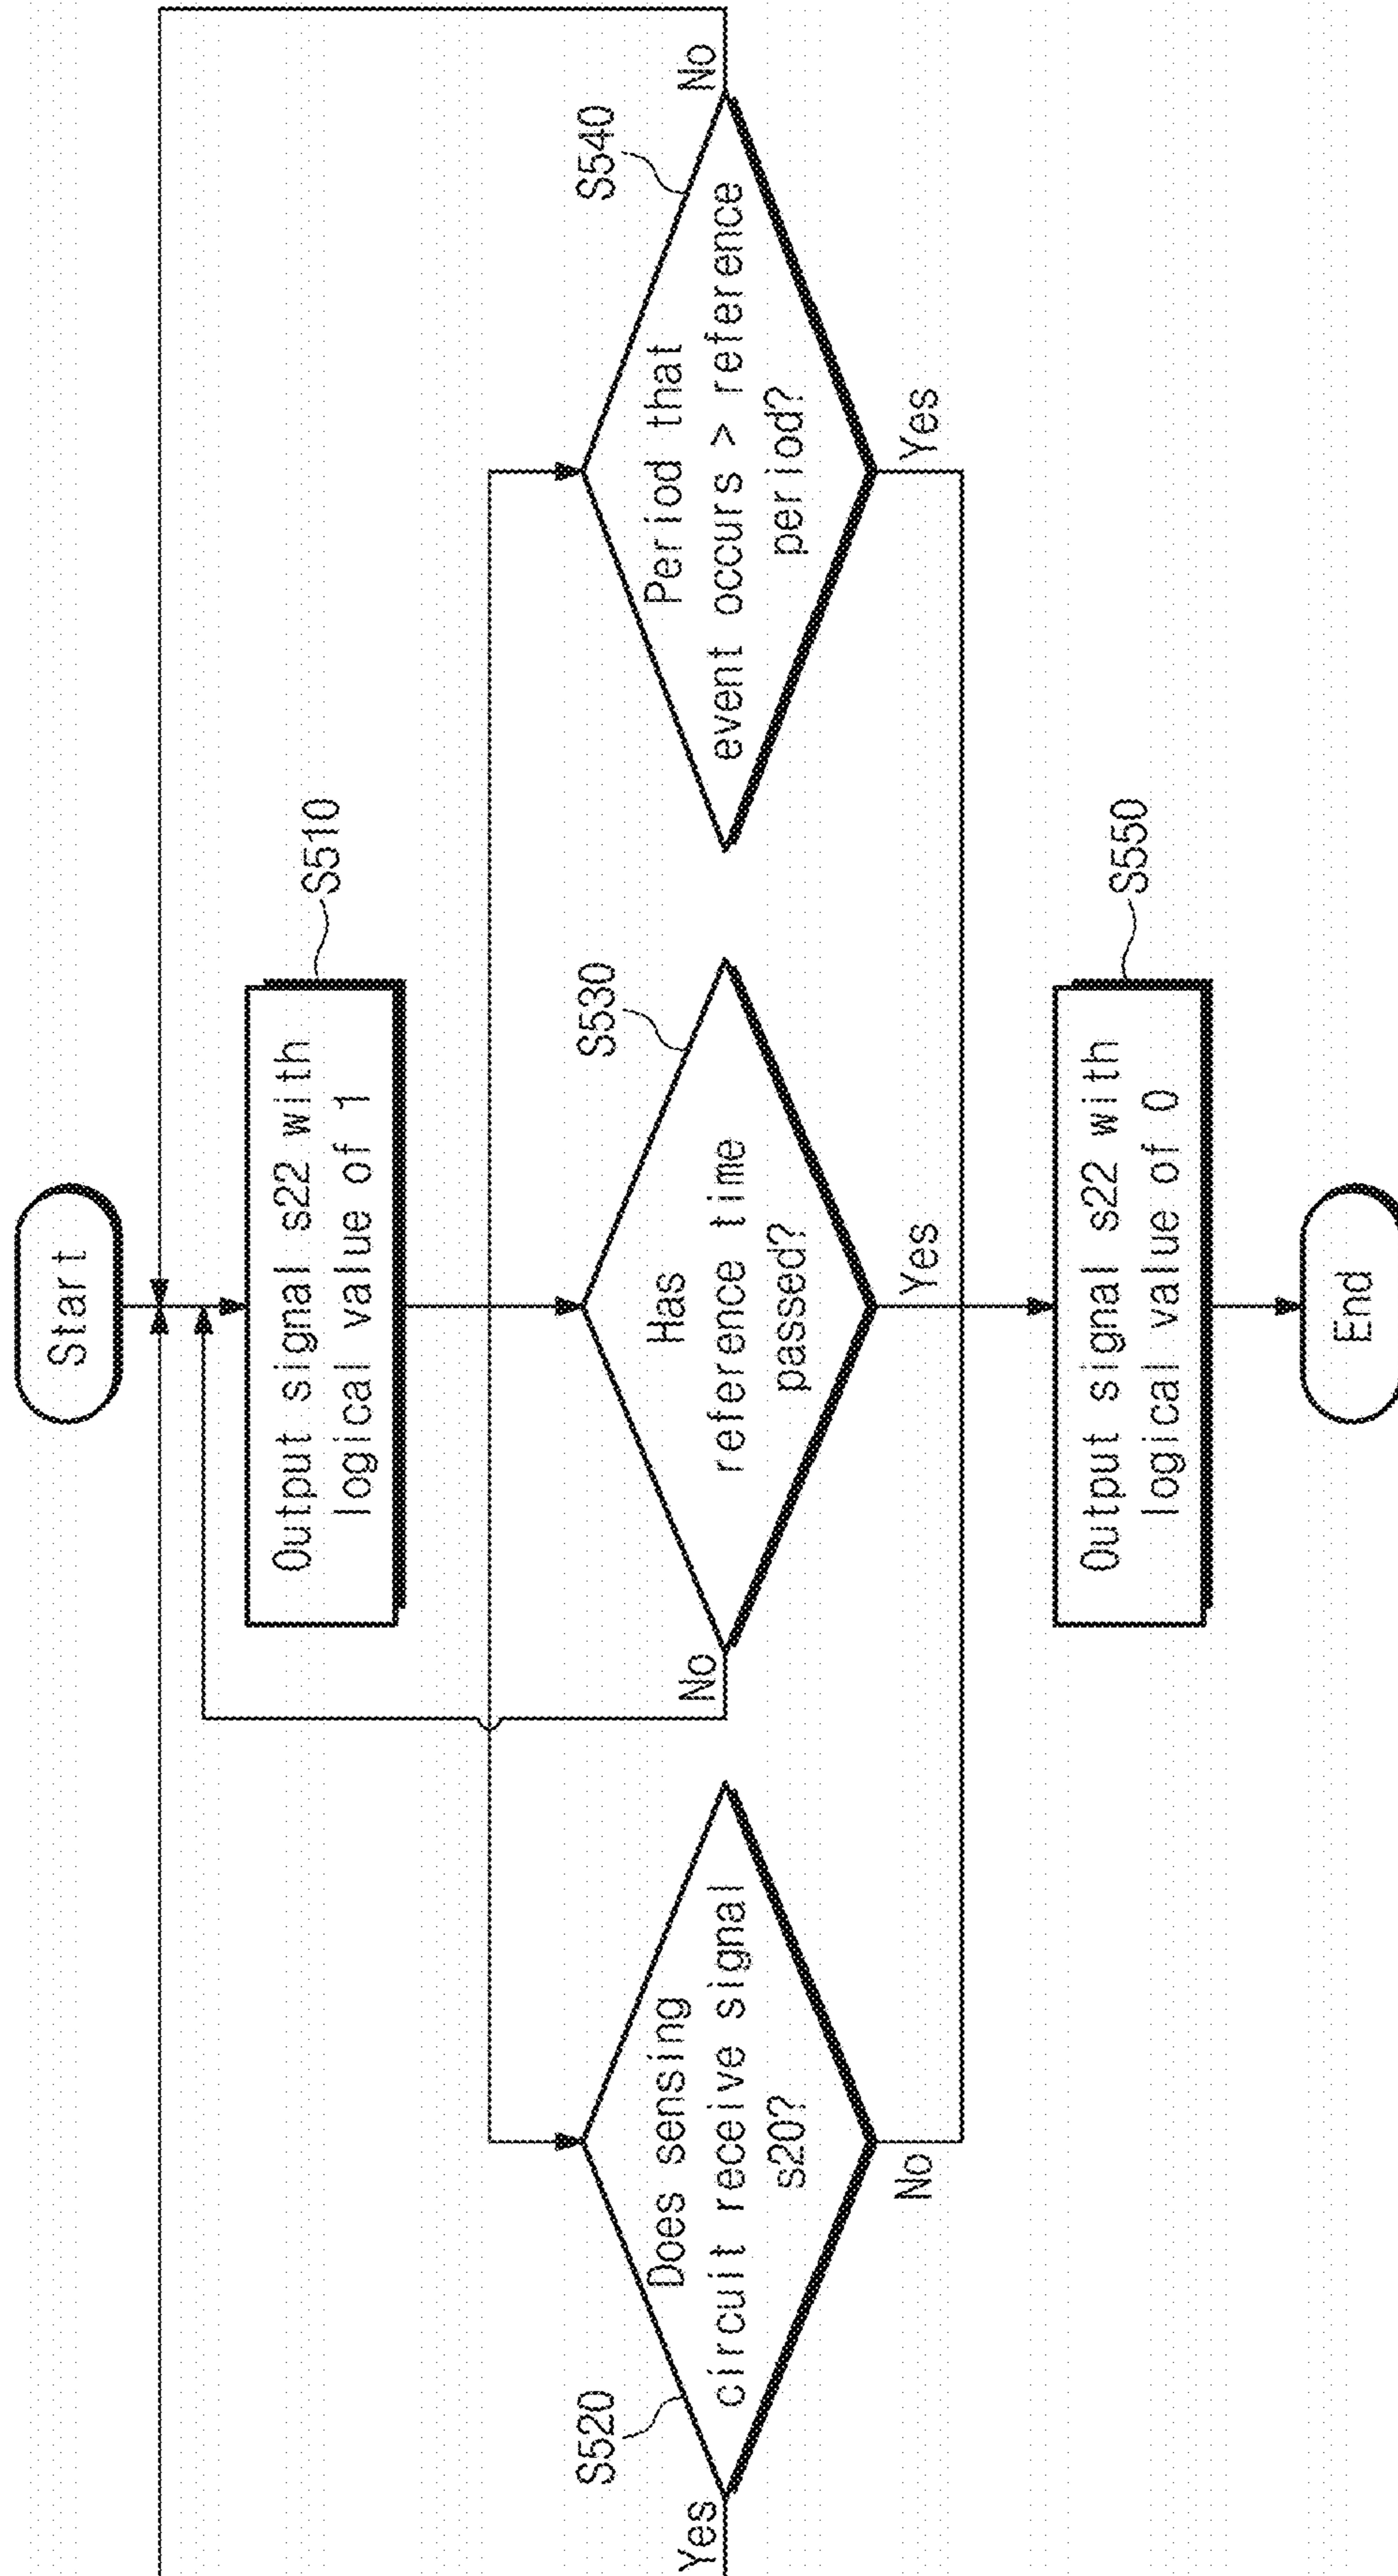 Start
Output signal s22 with
logical value of 1
S510
S520
Does sensing
circuit receive signal
s20?
Yes
No
S530
Has
reference time
passed?
No
Yes
S540
Period that
event occurs > reference
period?
No
Yes
Output signal s22 with
logical value of 0
S550
End